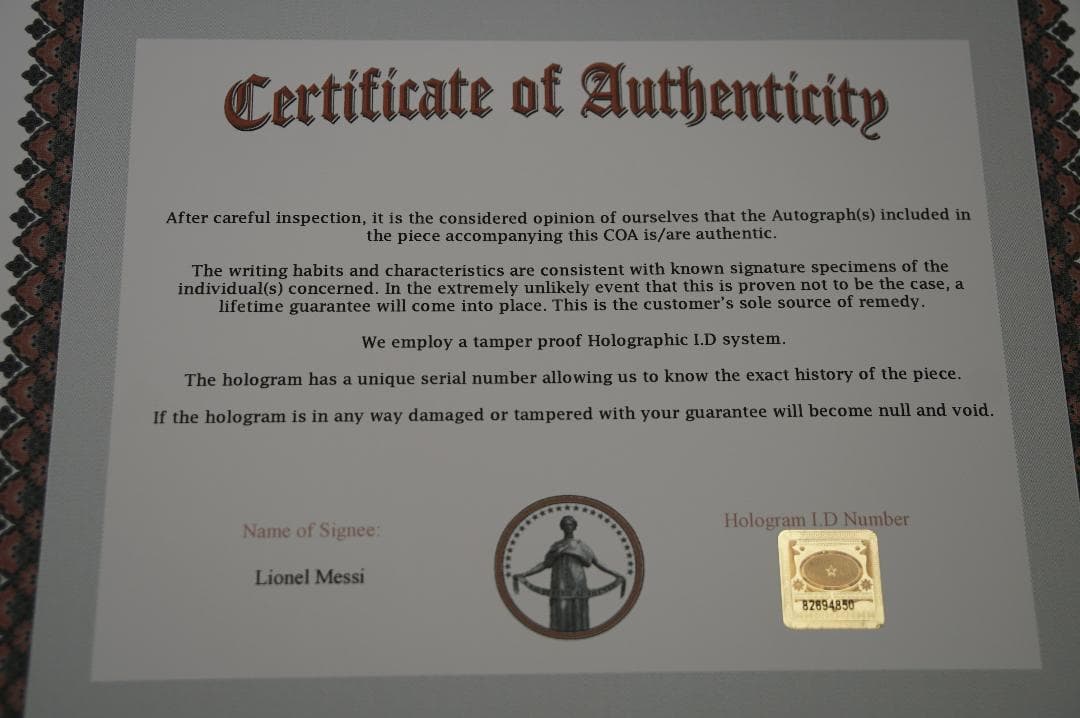 Certificate of Authenticity
After careful inspection, it is the considered opinion of ourselves that the Autograph(s) included in
the piece accompanying this COA is/are authentic.
The writing habits and characteristics are consistent with known signature specimens of the
individual(s) concerned. In the extremely unlikely event that this is proven not to be the case, a
lifetime guarantee will come into place. This is the customer's sole source of remedy.
We employ a tamper proof Holographic I.D system.
The hologram has a unique serial number allowing us to know the exact history of the piece.
If the hologram is in any way damaged or tampered with your guarantee will become null and void.
Name of Signee:
Lionel Messi
Hologram I.D Number
82894850